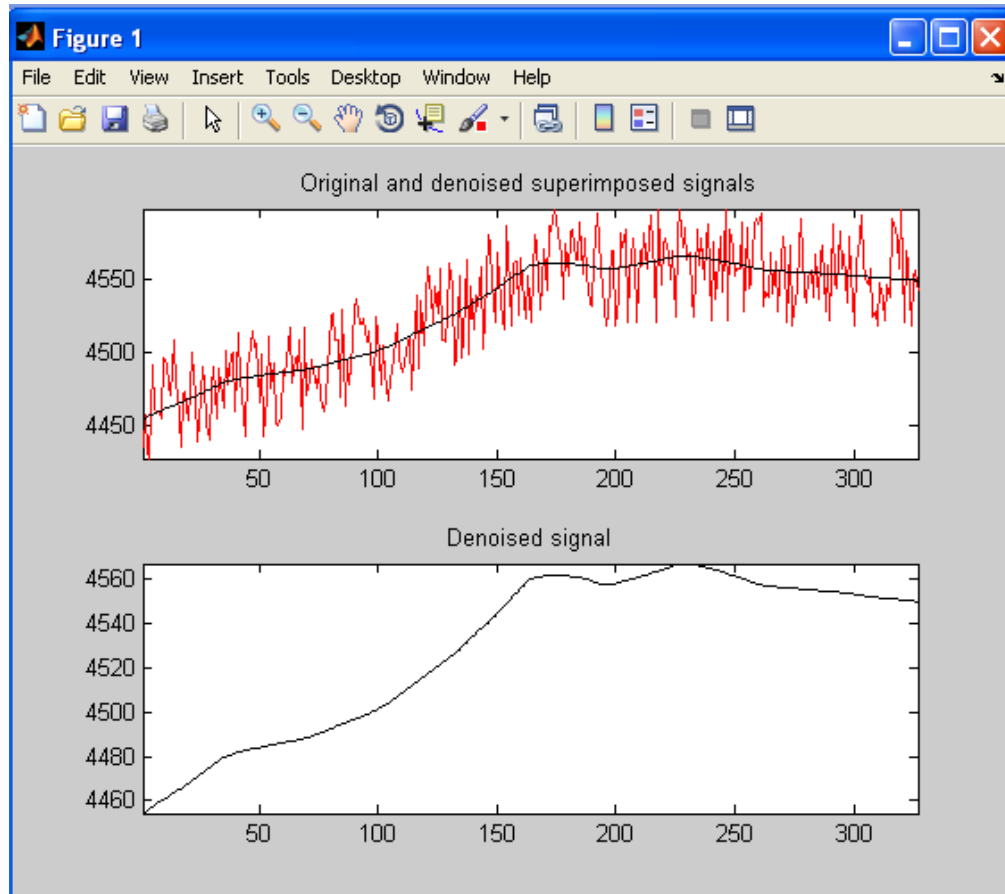 Figure 1
File Edit View Insert Tools Desktop Window Help
Original and denoised superimposed signals
4550
4500
4450
50 100 150 200 250 300
Denoised signal
4560
4540
4520
4500
4480
4460
50 100 150 200 250 300